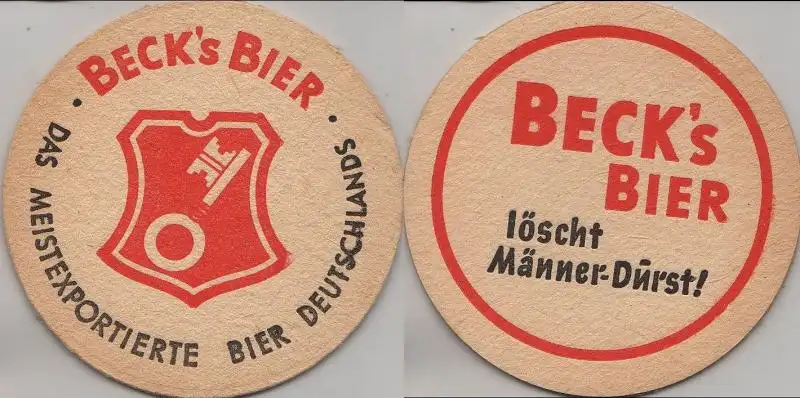 BECK's BIER
· DAS MEISTEXPORTIERTE BIER DEUTSCHLANDS ·
BECK's
BIER
löscht
Männer-Durst!